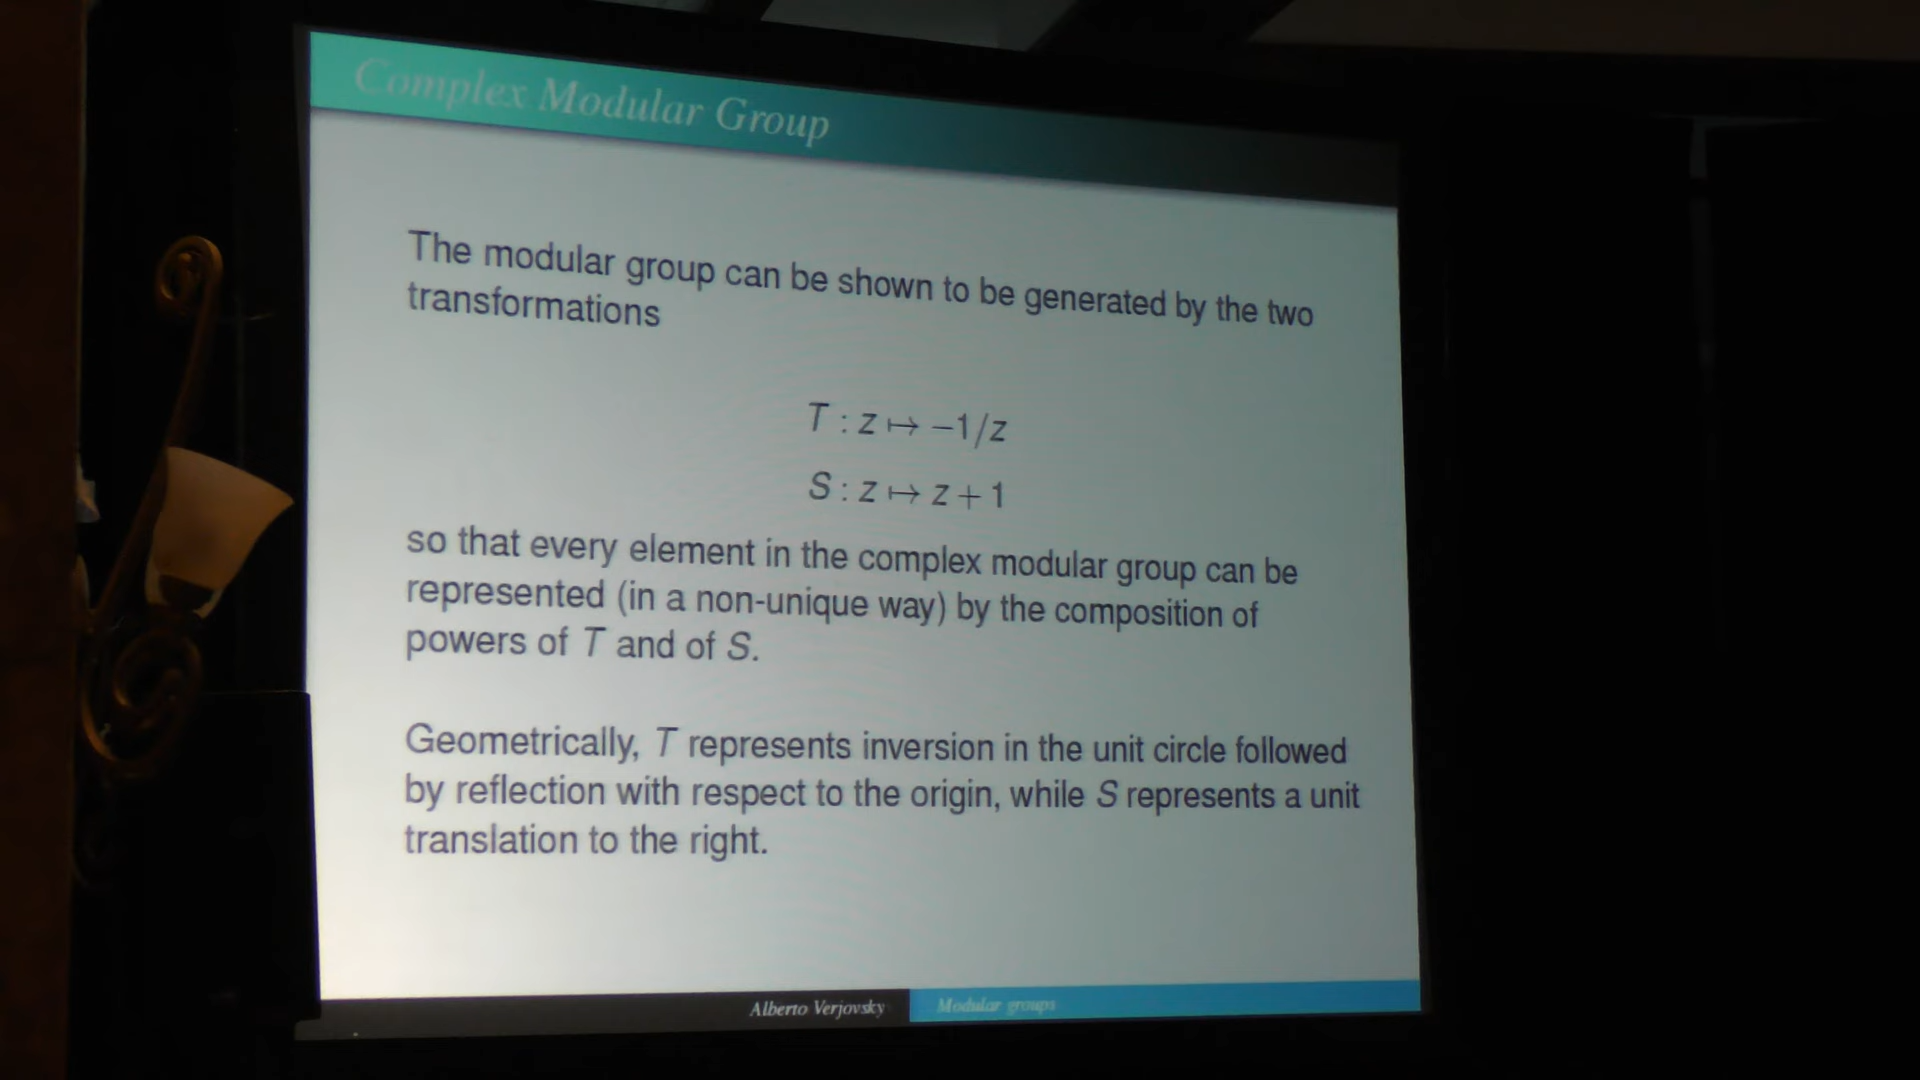 Complex Modular Group
The modular group can be shown to be generated by the two
transformations
T : z ↦ −1/z
S : z ↦ z + 1
so that every element in the complex modular group can be
represented (in a non-unique way) by the composition of
powers of T and of S.
Geometrically, T represents inversion in the unit circle followed
by reflection with respect to the origin, while S represents a unit
translation to the right.
Alberto Verjovsky
Modular groups